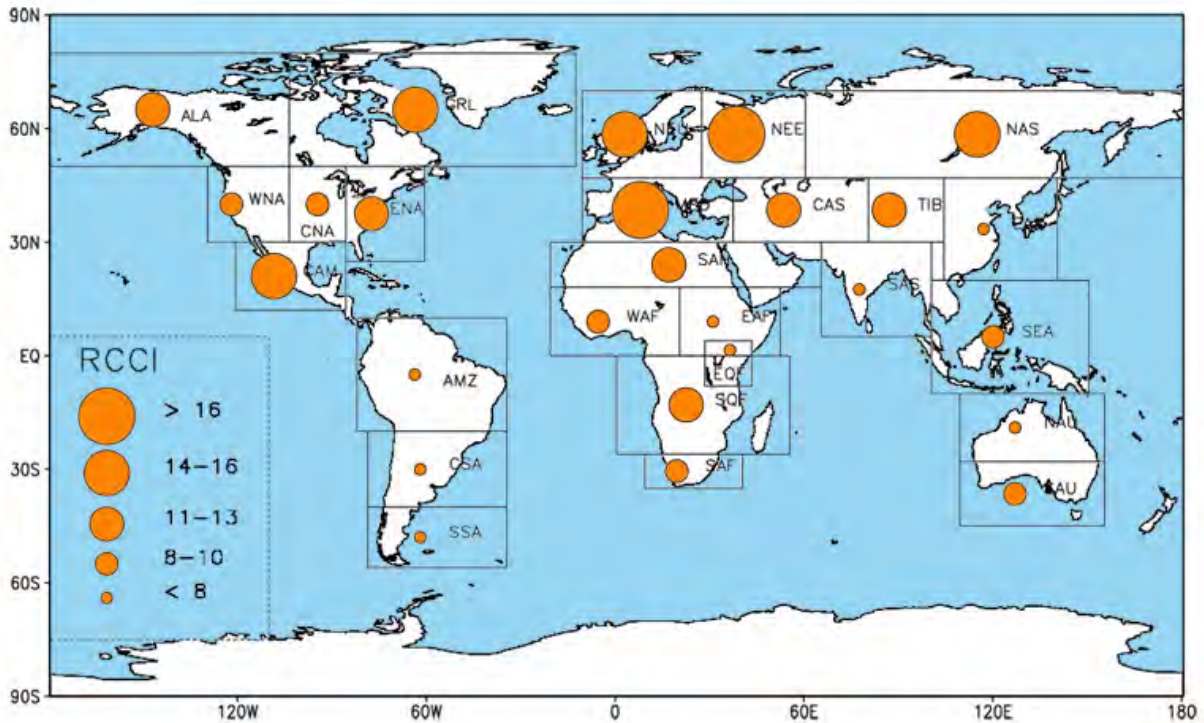 90N
60N
30N
EQ
30S
60S
90S
120W
60W
0
60E
120E
180
ALA
GRL
NEU
NEE
NAS
WNA
CNA
ENA
CAS
TIB
CAM
SAH
SAS
WAF
EAF
SEA
AMZ
EQF
SQF
NAU
CSA
SAF
SAU
SSA
RCCI
> 16
14–16
11–13
8–10
< 8